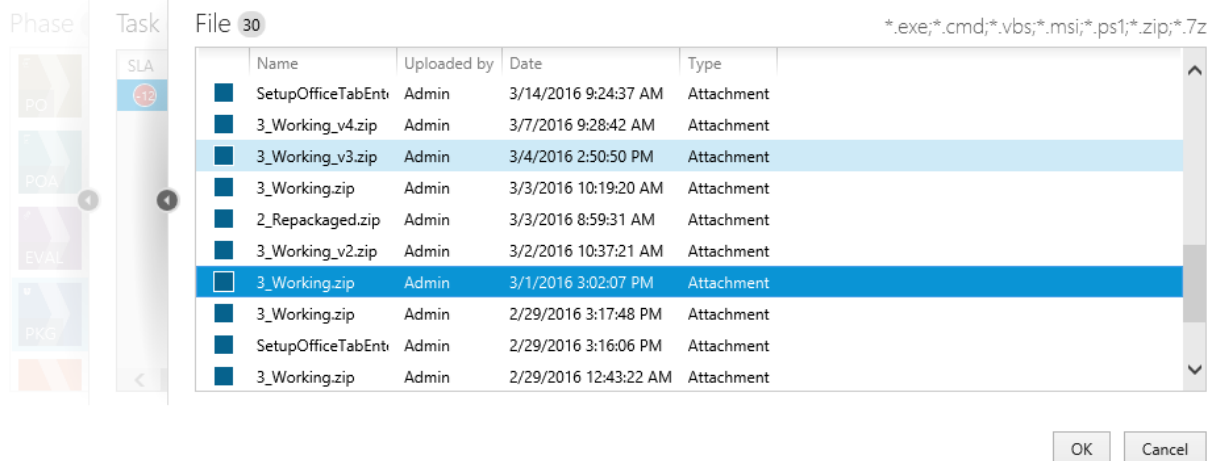 Phase
Task
File 30
*.exe;*.cmd;*.vbs;*.msi;*.ps1;*.zip;*.7z
SLA
-12
PO
POA
EVAL
PKG
Name Uploaded by Date Type
SetupOfficeTabEnt Admin 3/14/2016 9:24:37 AM Attachment
3_Working_v4.zip Admin 3/7/2016 9:28:42 AM Attachment
3_Working_v3.zip Admin 3/4/2016 2:50:50 PM Attachment
3_Working.zip Admin 3/3/2016 10:19:20 AM Attachment
2_Repackaged.zip Admin 3/3/2016 8:59:31 AM Attachment
3_Working_v2.zip Admin 3/2/2016 10:37:21 AM Attachment
3_Working.zip Admin 3/1/2016 3:02:07 PM Attachment
3_Working.zip Admin 2/29/2016 3:17:48 PM Attachment
SetupOfficeTabEnt Admin 2/29/2016 3:16:06 PM Attachment
3_Working.zip Admin 2/29/2016 12:43:22 AM Attachment
OK Cancel